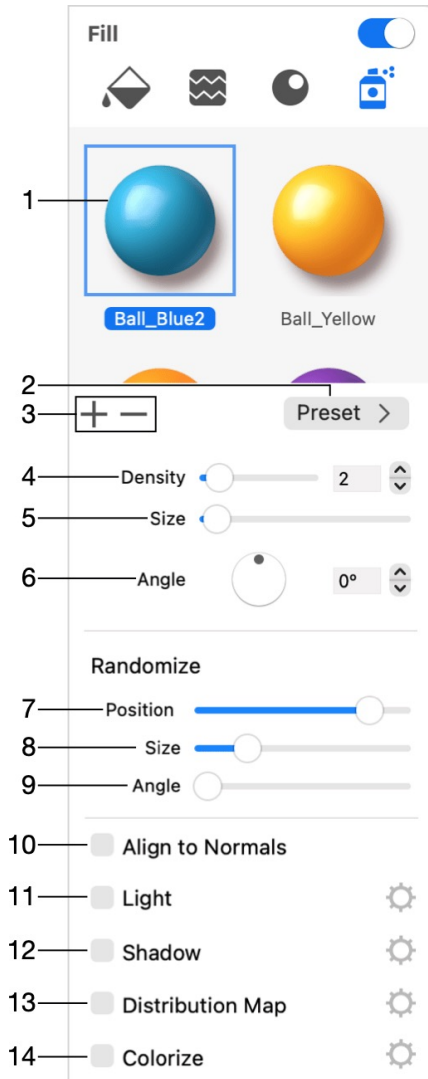 Fill
1
Ball_Blue2 Ball_Yellow
2
3 Preset
4 Density 2
5 Size
6 Angle 0°
Randomize
7 Position
8 Size
9 Angle
10 Align to Normals
11 Light
12 Shadow
13 Distribution Map
14 Colorize